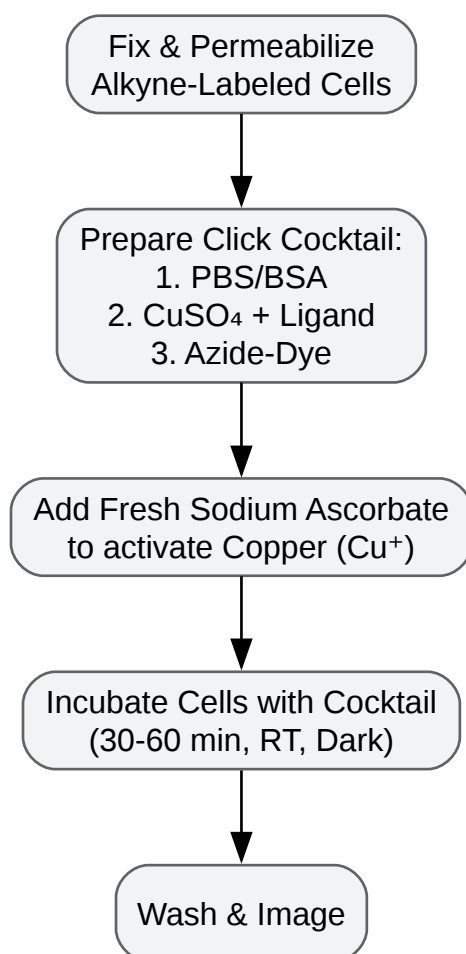 Fix & Permeabilize
Alkyne-Labeled Cells
Prepare Click Cocktail:
1. PBS/BSA
2. CuSO₄ + Ligand
3. Azide-Dye
Add Fresh Sodium Ascorbate
to activate Copper (Cu⁺)
Incubate Cells with Cocktail
(30-60 min, RT, Dark)
Wash & Image